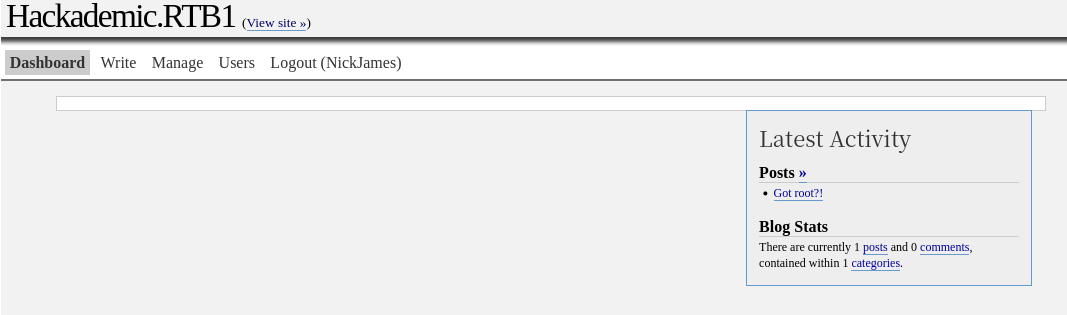 Hackademic.RTB1 (View site »)
Dashboard Write Manage Users Logout (NickJames)
Latest Activity
Posts »
• Got root?!
Blog Stats
There are currently 1 posts and 0 comments,
contained within 1 categories.